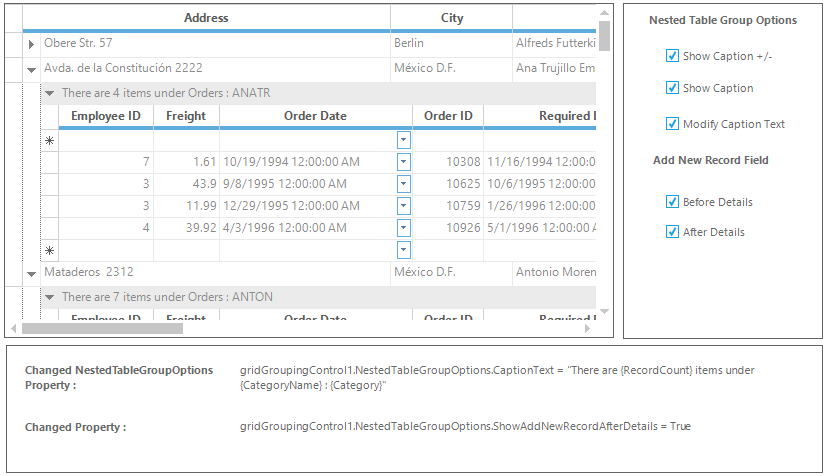 Address City
Obere Str. 57 Berlin Alfreds Futterki
Avda. de la Constitución 2222 México D.F. Ana Trujillo Em
There are 4 items under Orders : ANATR
Employee ID Freight Order Date Order ID Required
7 1.61 10/19/1994 12:00:00 AM 10308 11/16/1994 12:00:0
3 43.9 9/8/1995 12:00:00 AM 10625 10/6/1995 12:00:0
3 11.99 12/29/1995 12:00:00 AM 10759 1/26/1996 12:00:0
4 39.92 4/3/1996 12:00:00 AM 10926 5/1/1996 12:00:00
Mataderos 2312 México D.F. Antonio Moren
There are 7 items under Orders : ANTON
Employee ID Freight Order Date Order ID Required
Nested Table Group Options
Show Caption +/-
Show Caption
Modify Caption Text
Add New Record Field
Before Details
After Details
Changed NestedTableGroupOptions
Property :
gridGroupingControl1.NestedTableGroupOptions.CaptionText = "There are {RecordCount} items under
{CategoryName} : {Category}"
Changed Property :
gridGroupingControl1.NestedTableGroupOptions.ShowAddNewRecordAfterDetails = True